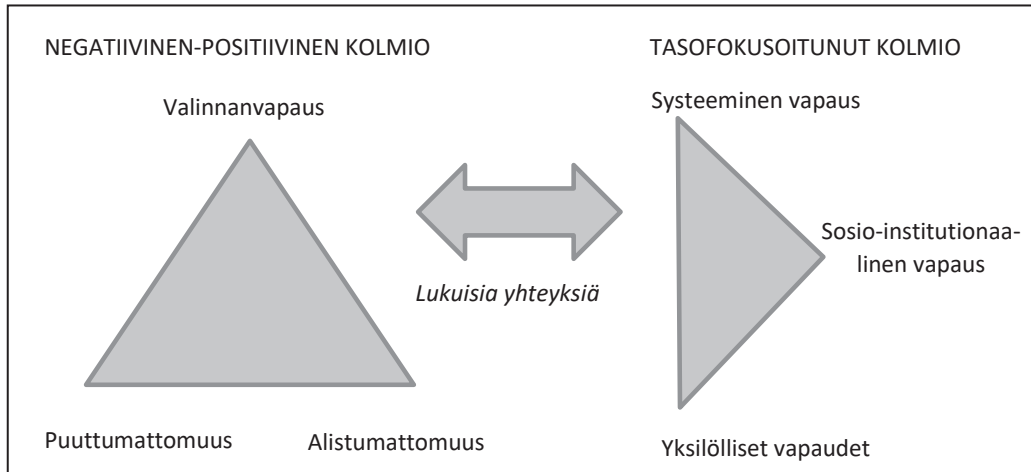 NEGATIIVINEN-POSITIIVINEN KOLMIO
Valinnanvapaus
Puuttumattomuus
Alistumattomuus
Lukuisia yhteyksiä
TASOFOKUSOITUNUT KOLMIO
Systeeminen vapaus
Sosio-institutionaa-
linen vapaus
Yksilölliset vapaudet